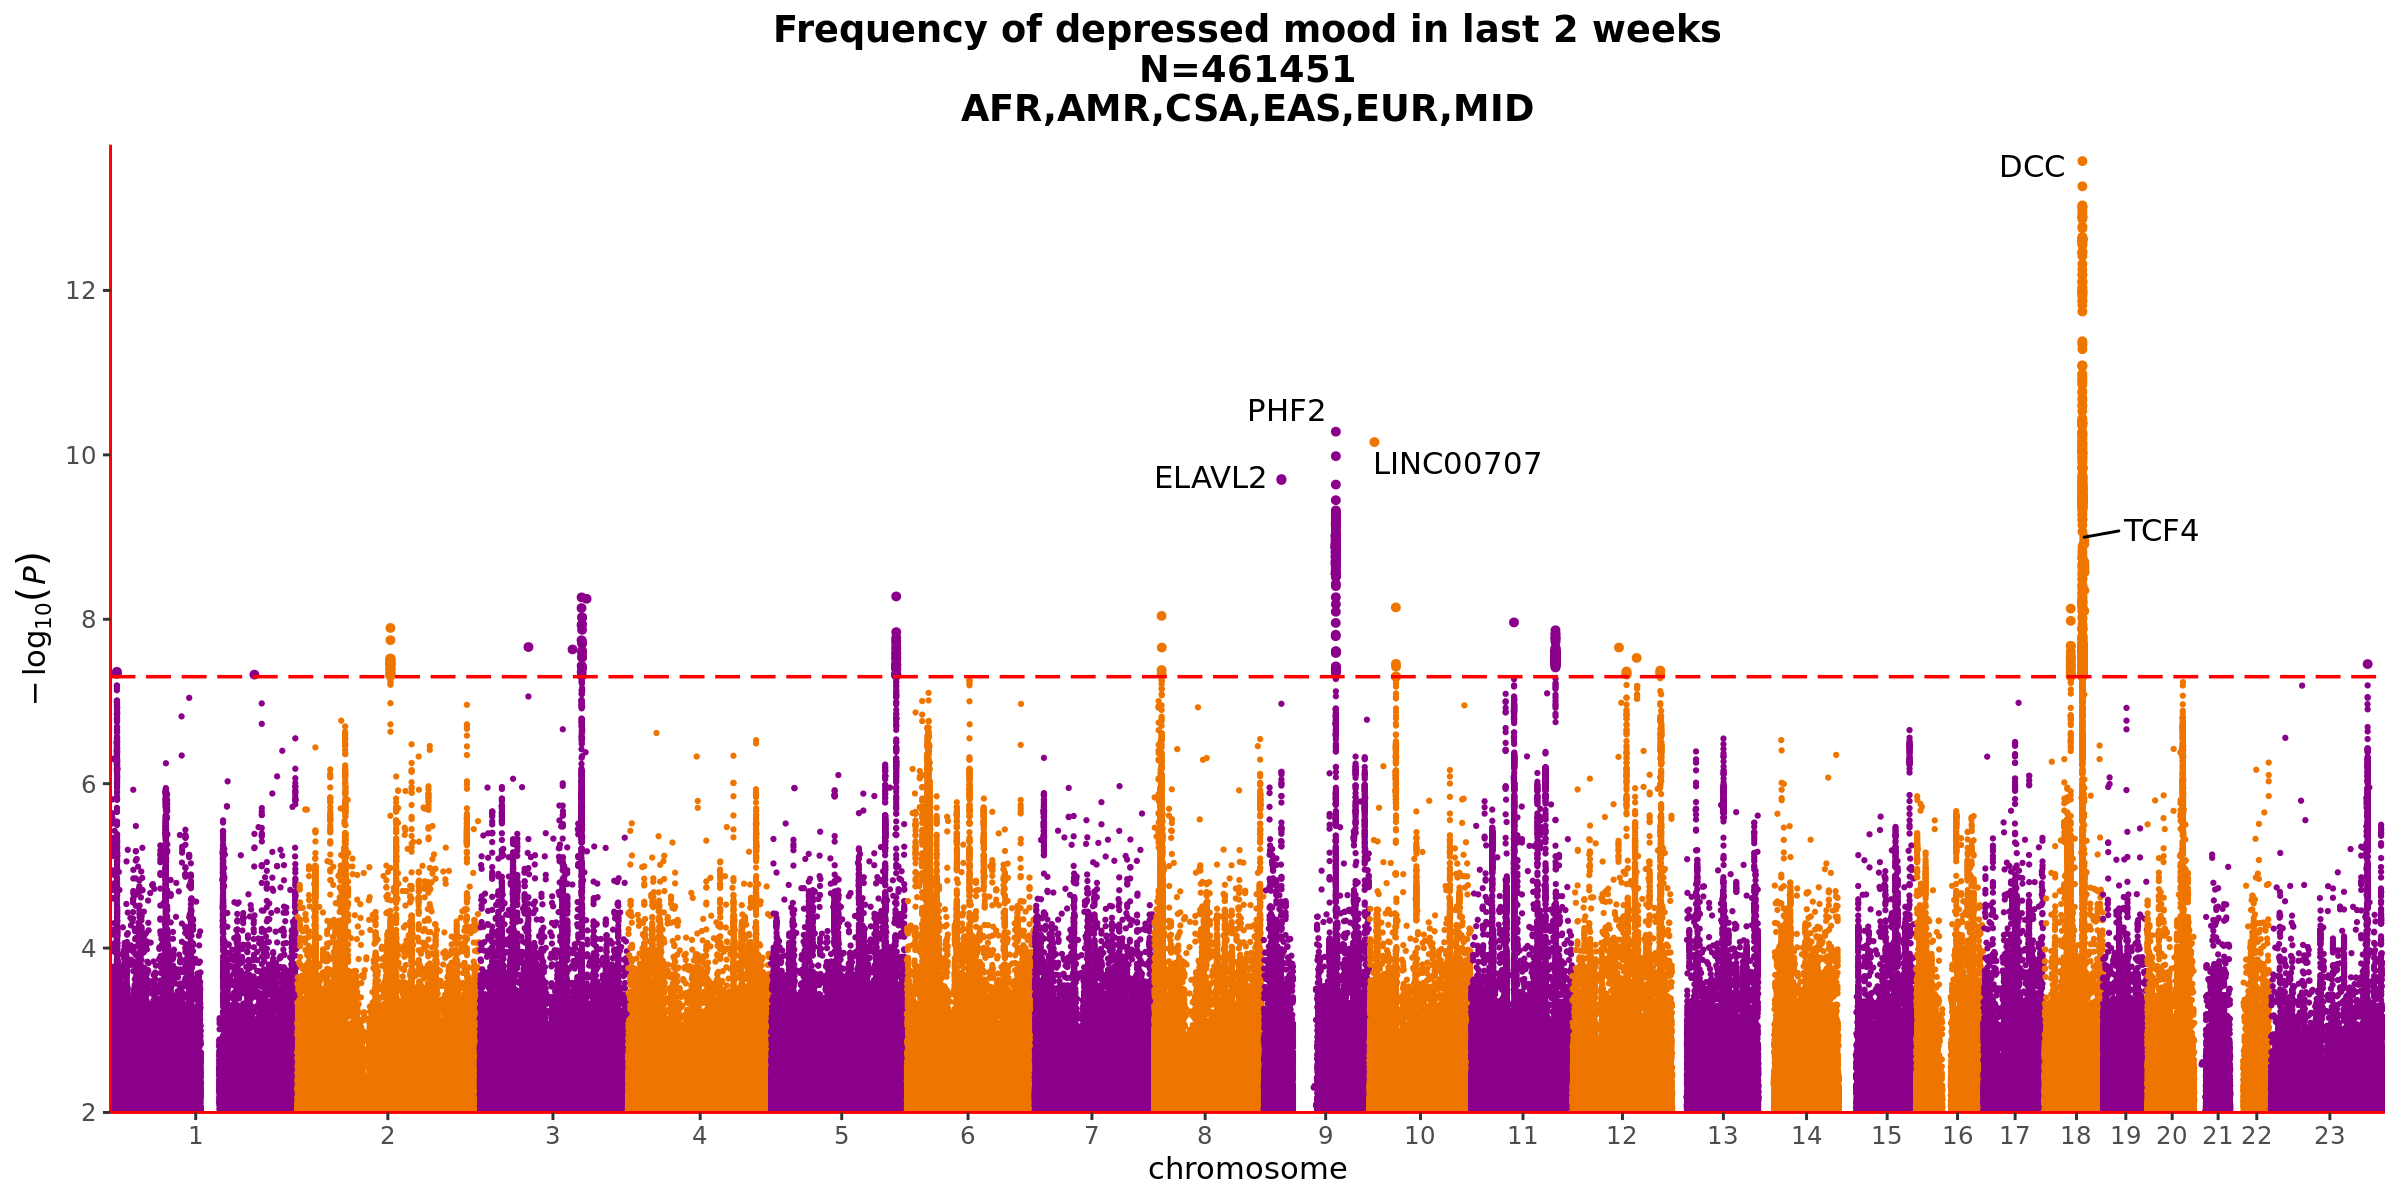 Frequency of depressed mood in last 2 weeks
N=461451
AFR,AMR,CSA,EAS,EUR,MID
DCC
12
PHF2
10
LINC00707
ELAVL2
TCF4
−log10(P)
8
6
4
2
1 2 3 4 5 6 7 8 9 10 11 12 13 14 15 16 17 18 19 20 21 22 23
chromosome